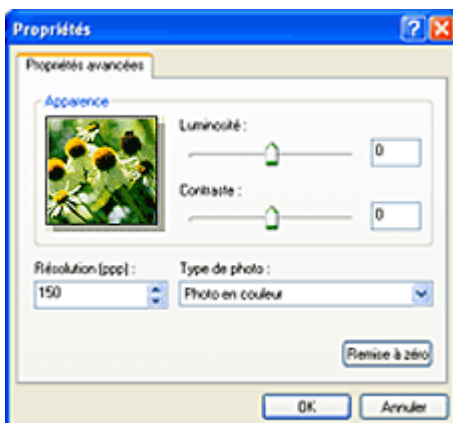 Propriétés
Propriétés avancées
Apparence
Luminosité :
0
Contraste :
0
Résolution (ppp) :
Type de photo :
150
Photo en couleur
Remise à zéro
OK
Annuler